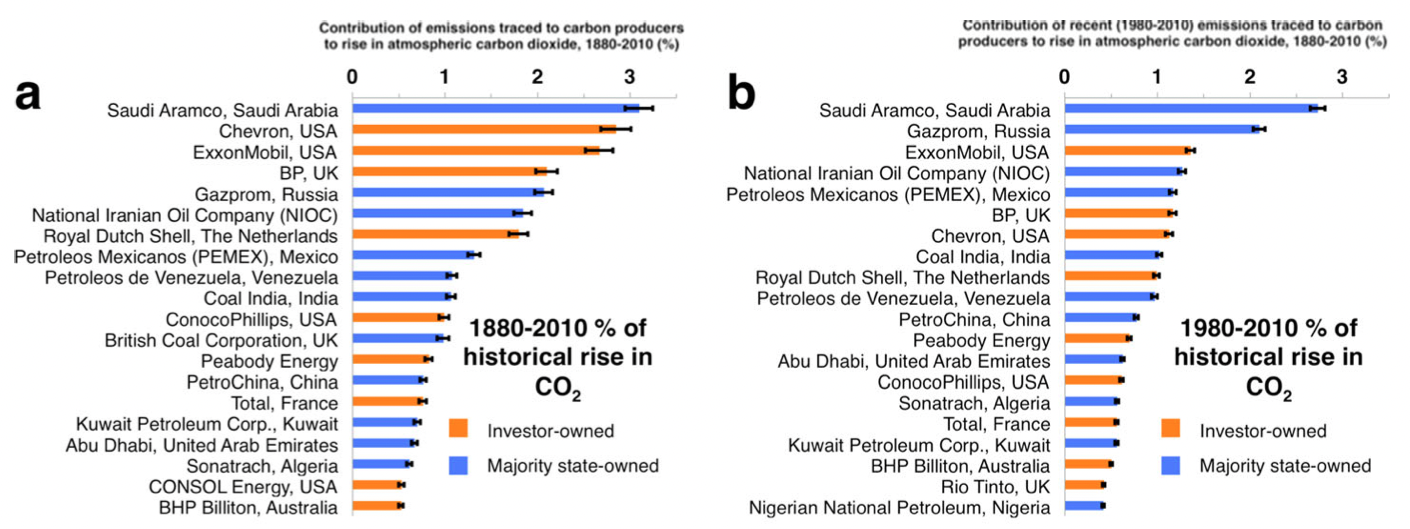 Contribution of emissions traced to carbon producers
to rise in atmospheric carbon dioxide, 1880-2010 (%)
a
0 1 2 3
Saudi Aramco, Saudi Arabia
Chevron, USA
ExxonMobil, USA
BP, UK
Gazprom, Russia
National Iranian Oil Company (NIOC)
Royal Dutch Shell, The Netherlands
Petroleos Mexicanos (PEMEX), Mexico
Petroleos de Venezuela, Venezuela
Coal India, India
ConocoPhillips, USA
British Coal Corporation, UK
Peabody Energy
PetroChina, China
Total, France
Kuwait Petroleum Corp., Kuwait
Abu Dhabi, United Arab Emirates
Sonatrach, Algeria
CONSOL Energy, USA
BHP Billiton, Australia
1880-2010 % of
historical rise in
CO₂
Investor-owned
Majority state-owned
Contribution of recent (1980-2010) emissions traced to carbon
producers to rise in atmospheric carbon dioxide, 1880-2010 (%)
b
0 1 2 3
Saudi Aramco, Saudi Arabia
Gazprom, Russia
ExxonMobil, USA
National Iranian Oil Company (NIOC)
Petroleos Mexicanos (PEMEX), Mexico
BP, UK
Chevron, USA
Coal India, India
Royal Dutch Shell, The Netherlands
Petroleos de Venezuela, Venezuela
PetroChina, China
Peabody Energy
Abu Dhabi, United Arab Emirates
ConocoPhillips, USA
Sonatrach, Algeria
Total, France
Kuwait Petroleum Corp., Kuwait
BHP Billiton, Australia
Rio Tinto, UK
Nigerian National Petroleum, Nigeria
1980-2010 % of
historical rise in
CO₂
Investor-owned
Majority state-owned